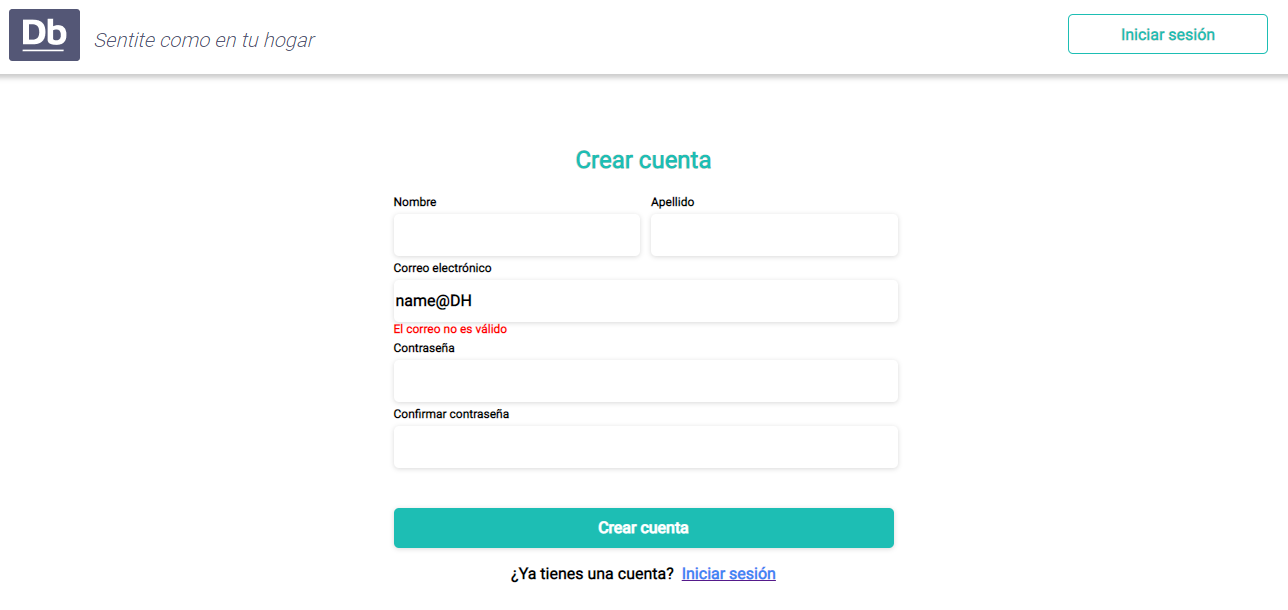 Db
Sentite como en tu hogar
Iniciar sesión
Crear cuenta
Nombre
Apellido
Correo electrónico
name@DH
El correo no es válido
Contraseña
Confirmar contraseña
Crear cuenta
¿Ya tienes una cuenta? Iniciar sesión